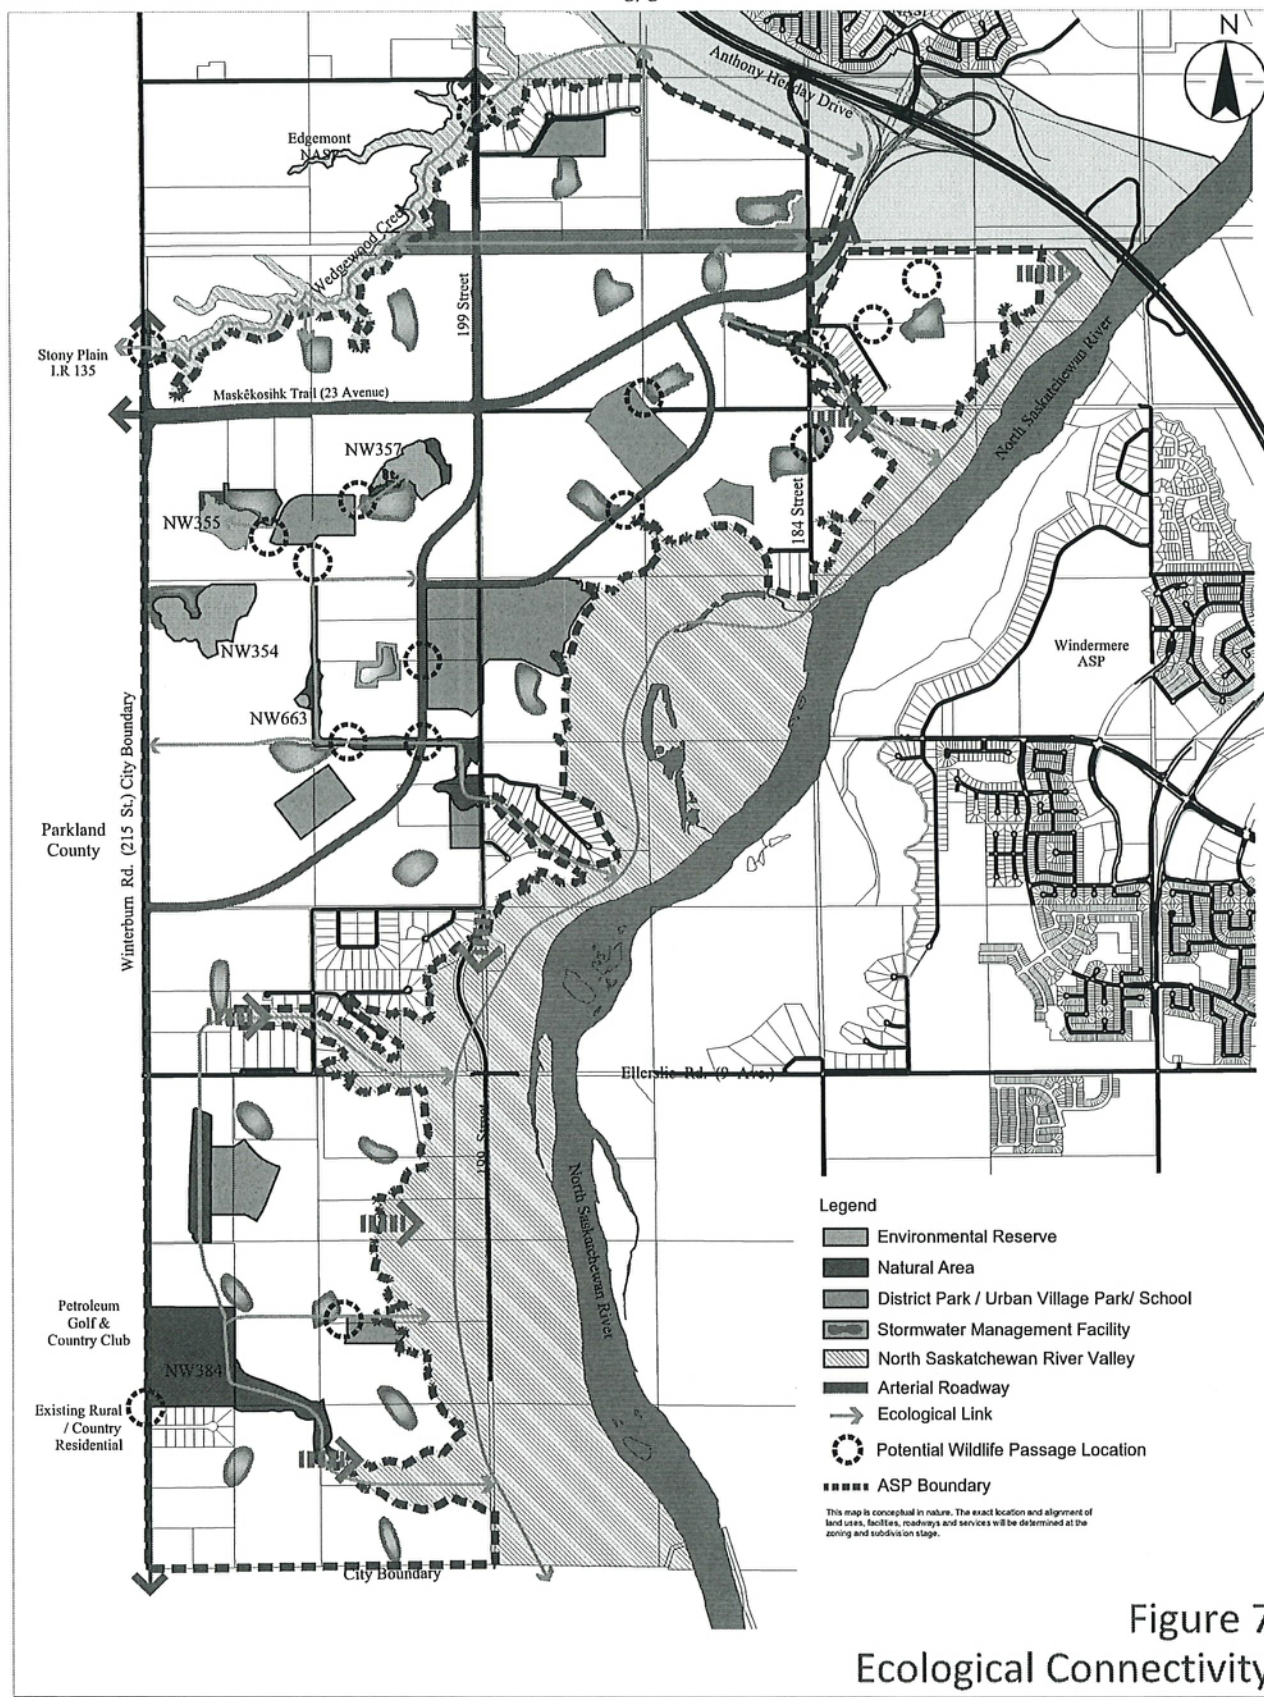 N
Anthony Henday Drive
Edgemont
NASP
Wedgewood Creek
199 Street
Stony Plain
I.R 135
Maskêkosihk Trail (23 Avenue)
North Saskatchewan River
NW357
NW355
184 Street
NW354
Windermere
ASP
NW663
Winterburn Rd. (215 St.) City Boundary
Parkland
County
Ellerslie Rd. (9 Ave.)
199 Street
North Saskatchewan River
Petroleum
Golf &
Country Club
NW384
Existing Rural
/ Country
Residential
City Boundary
Legend
Environmental Reserve
Natural Area
District Park / Urban Village Park/ School
Stormwater Management Facility
North Saskatchewan River Valley
Arterial Roadway
Ecological Link
Potential Wildlife Passage Location
ASP Boundary
This map is conceptual in nature. The exact location and alignment of
land uses, facilities, roadways and services will be determined at the
zoning and subdivision stage.
Figure 7
Ecological Connectivity